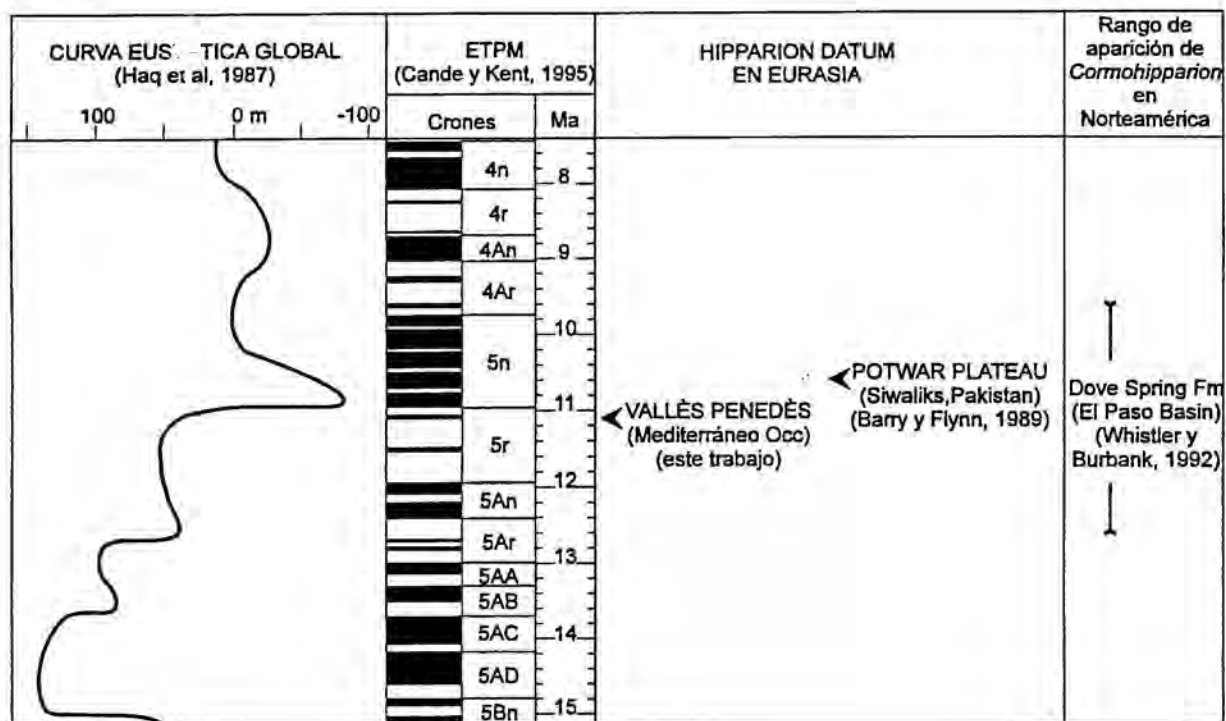 CURVA EUS TICA GLOBAL
(Haq et al, 1987)
100 0 m -100
ETPM
(Cande y Kent, 1995)
Crones Ma
HIPPARION DATUM
EN EURASIA
Rango de
aparición de
Cormohipparion
en
Norteamérica
4n
8
4r
4An
9
4Ar
10
5n
11
5r
12
5An
5Ar
13
5AA
5AB
5AC
14
5AD
5Bn
15
VALLÈS PENEDÈS
(Mediterráneo Occ)
(este trabajo)
POTWAR PLATEAU
(Siwaliks,Pakistan)
(Barry y Flynn, 1989)
Dove Spring Fm
(El Paso Basin)
(Whistler y
Burbank, 1992)